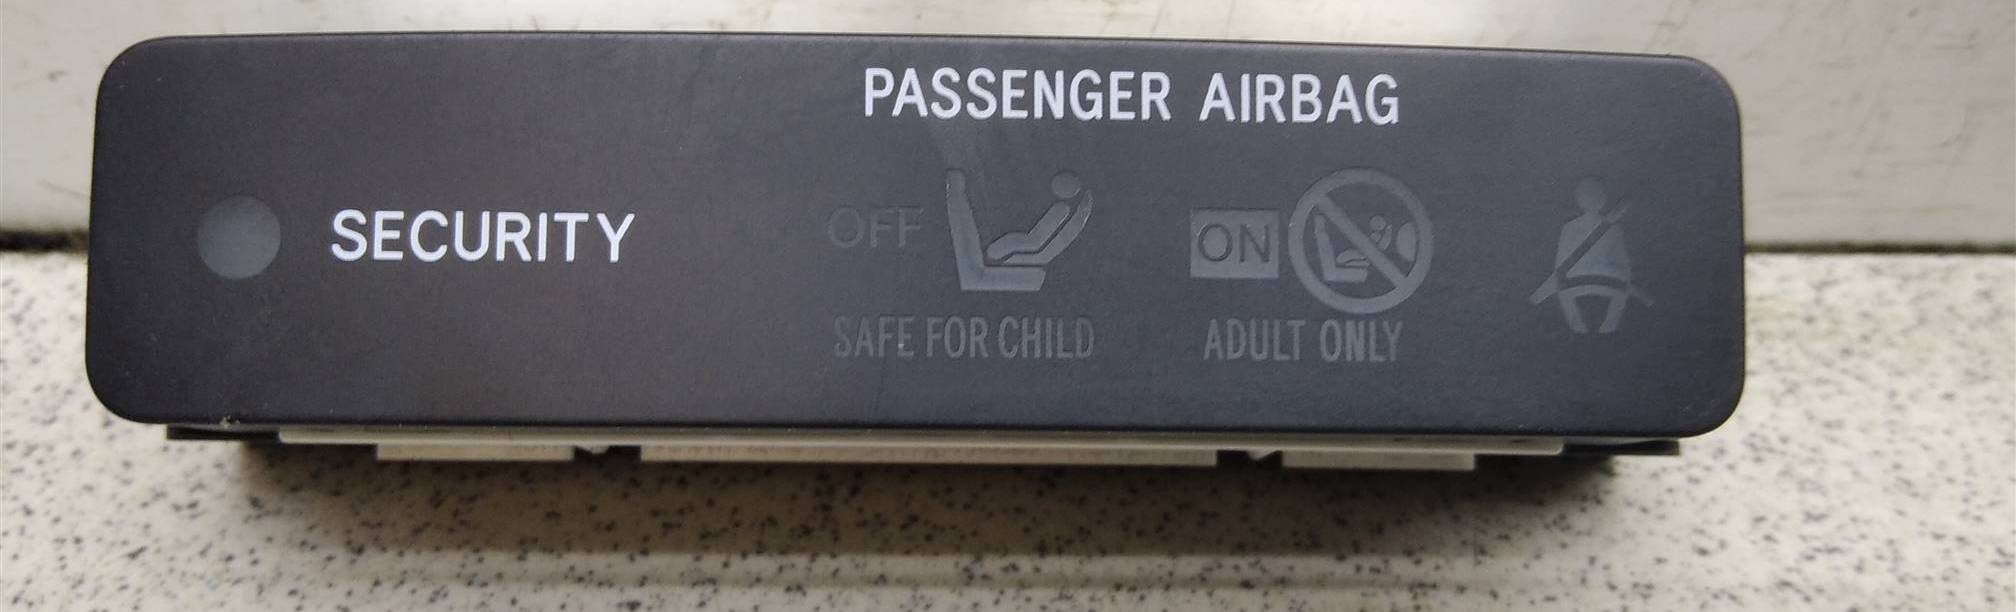 PASSENGER AIRBAG
SECURITY
OFF
ON
SAFE FOR CHILD
ADULT ONLY